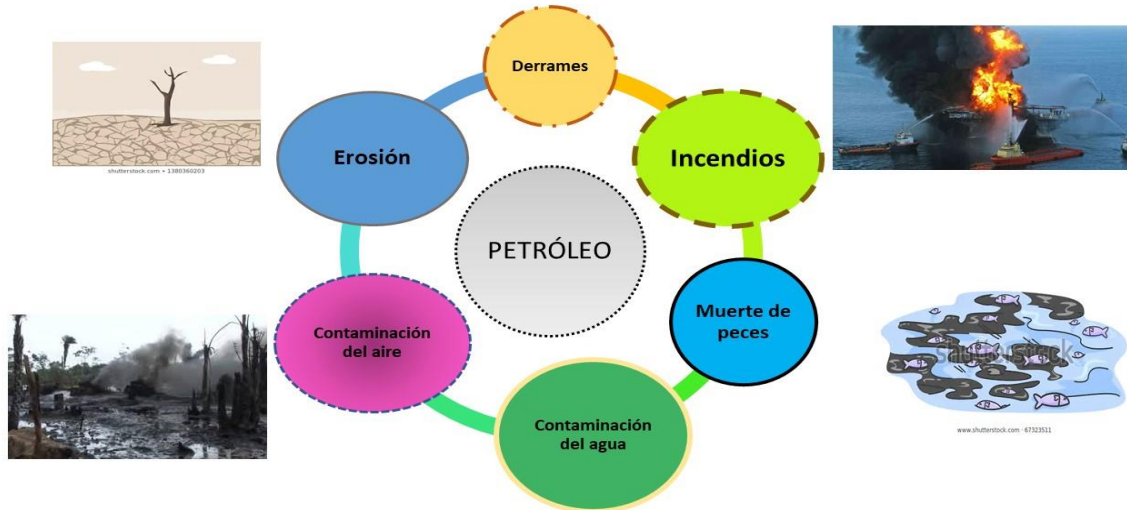 Derrames
Erosión
Incendios
shutterstock.com • 1380360203
PETRÓLEO
Muerte de
peces
Contaminación
del aire
shutterstock
Contaminación
del agua
www.shutterstock.com · 67323511